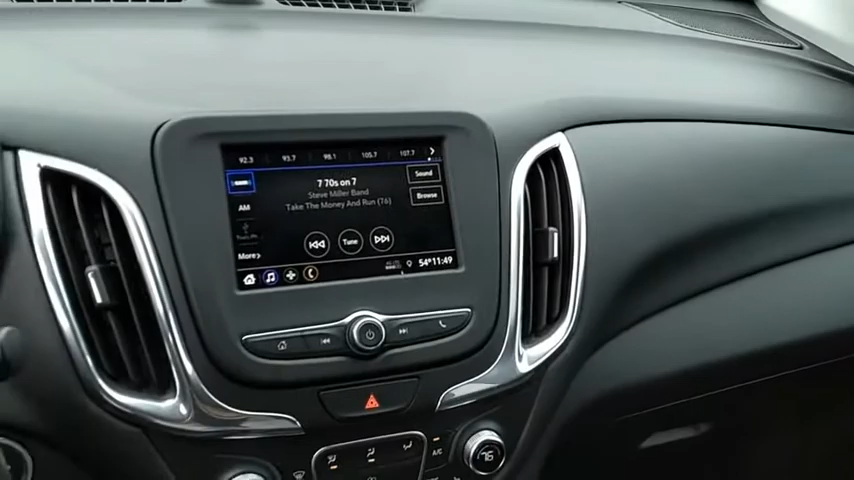 92.3 93.7 98.1 105.7 107.5
7 70s on 7
Sound
AM
Steve Miller Band
Browse
Take The Money And Run (76)
Tune
More>
54° 11:49
A/C
76